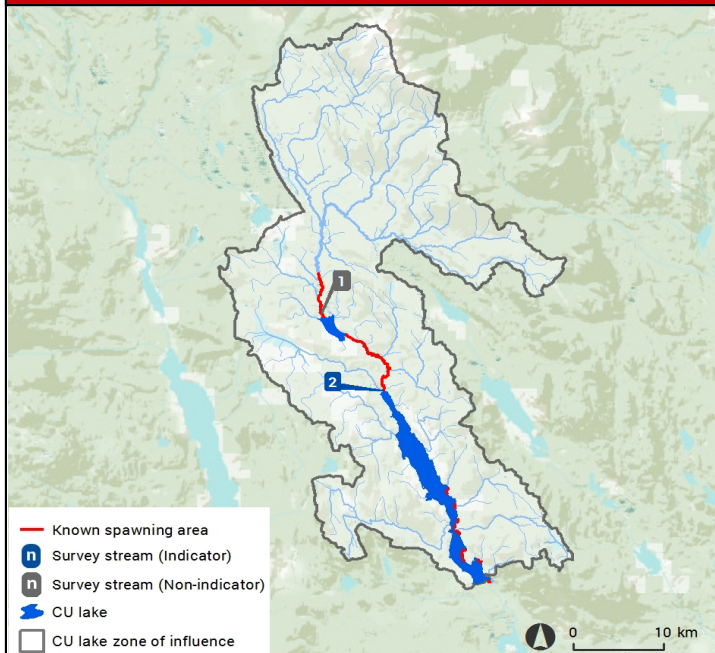 1
2
Known spawning area
n Survey stream (Indicator)
n Survey stream (Non-indicator)
CU lake
CU lake zone of influence
0 10 km